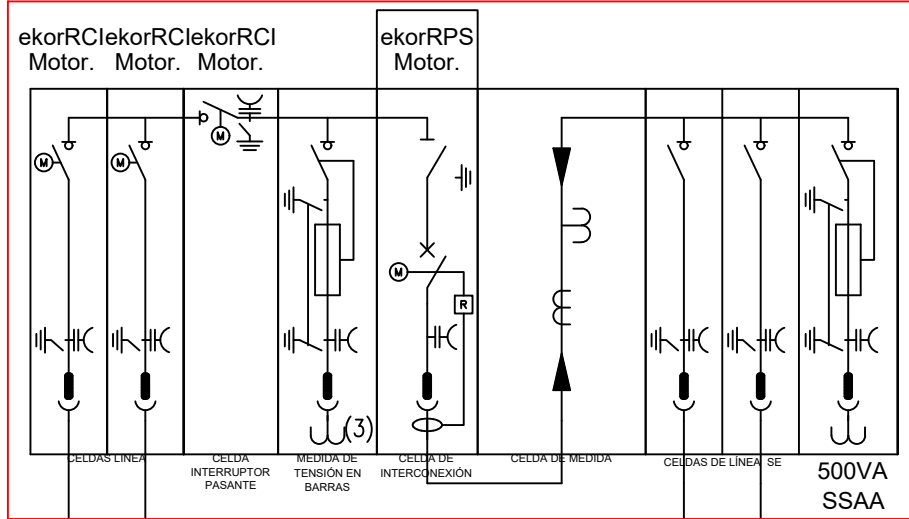 ekorRCI ekorRCI ekorRCI ekorRPS
Motor. Motor. Motor. Motor.
M
M
M
M
R
(3)
CELDAS LÍNEA
CELDA
INTERRUPTOR
PASANTE
MEDIDA DE
TENSIÓN EN
BARRAS
CELDA DE
INTERCONEXIÓN
CELDA DE MEDIDA
CELDAS DE LÍNEA SE
500VA
SSAA